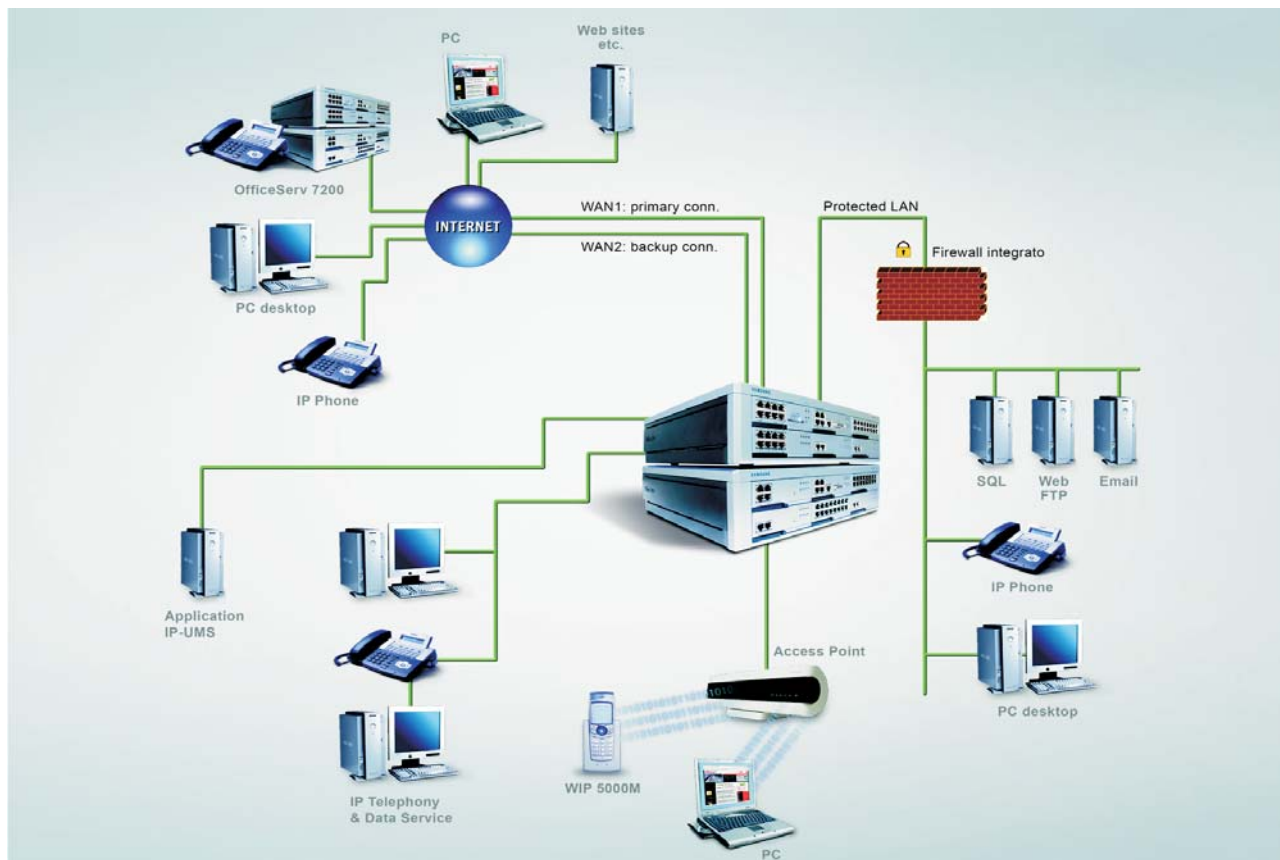 PC
Web sites
etc.
OfficeServ 7200
INTERNET
WAN1: primary conn.
WAN2: backup conn.
Protected LAN
Firewall integrato
PC desktop
IP Phone
SAMSUNG
SAMSUNG
SQL
Web
FTP
Email
IP Phone
Application
IP-UMS
Access Point
PC desktop
WIP 5000M
IP Telephony
& Data Service
PC